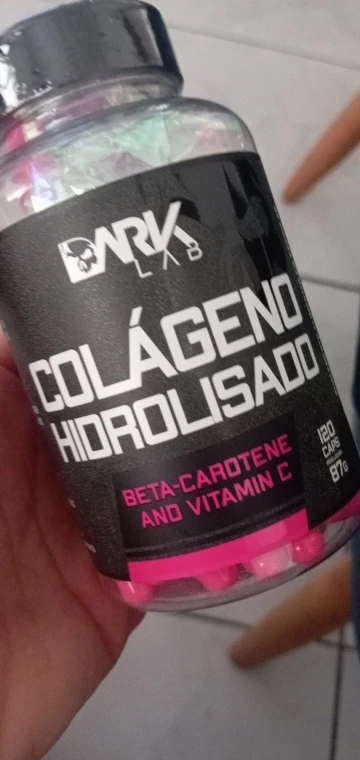 DARK
LAB
COLÁGENO
HIDROLISADO
BETA-CAROTENE
AND VITAMIN C
120
CAPS
87g